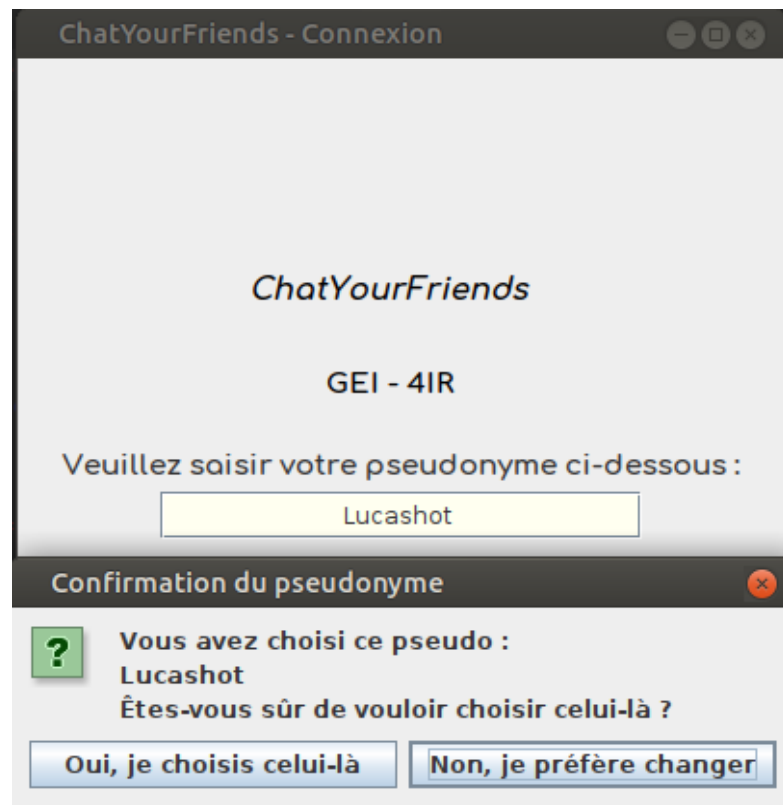 ChatYourFriends - Connexion
ChatYourFriends
GEI - 4IR
Veuillez saisir votre pseudonyme ci-dessous :
Lucashot
Confirmation du pseudonyme
?
Vous avez choisi ce pseudo :
Lucashot
Êtes-vous sûr de vouloir choisir celui-là ?
Oui, je choisis celui-là
Non, je préfère changer